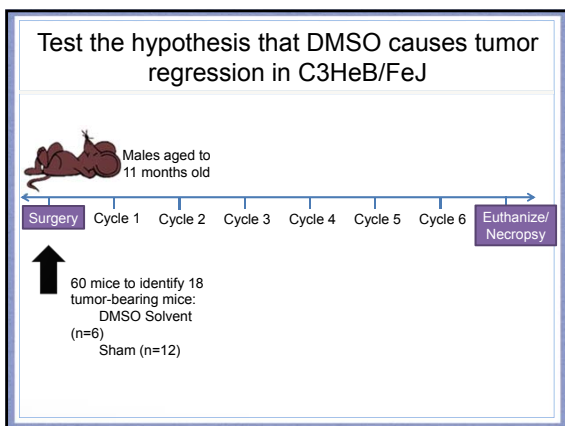 Test the hypothesis that DMSO causes tumor
regression in C3HeB/FeJ
Males aged to
11 months old
Surgery
Cycle 1
Cycle 2
Cycle 3
Cycle 4
Cycle 5
Cycle 6
Euthanize/
Necropsy
60 mice to identify 18
tumor-bearing mice:
DMSO Solvent
(n=6)
Sham (n=12)